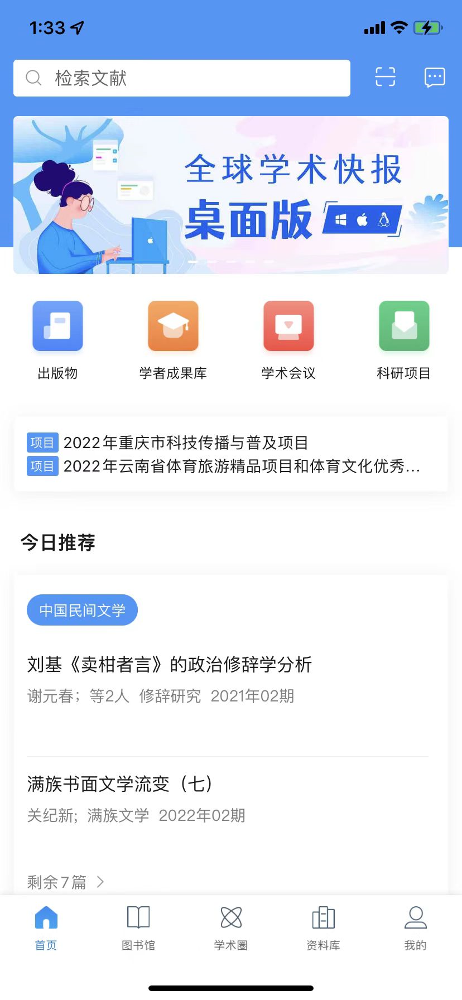 1:33
检索文献
全球学术快报
桌面版
出版物
学者成果库
学术会议
科研项目
项目 2022年重庆市科技传播与普及项目
项目 2022年云南省体育旅游精品项目和体育文化优秀...
今日推荐
中国民间文学
刘基《卖柑者言》的政治修辞学分析
谢元春；等2人 修辞研究 2021年02期
满族书面文学流变（七）
关纪新; 满族文学 2022年02期
剩余7篇
首页
图书馆
学术圈
资料库
我的